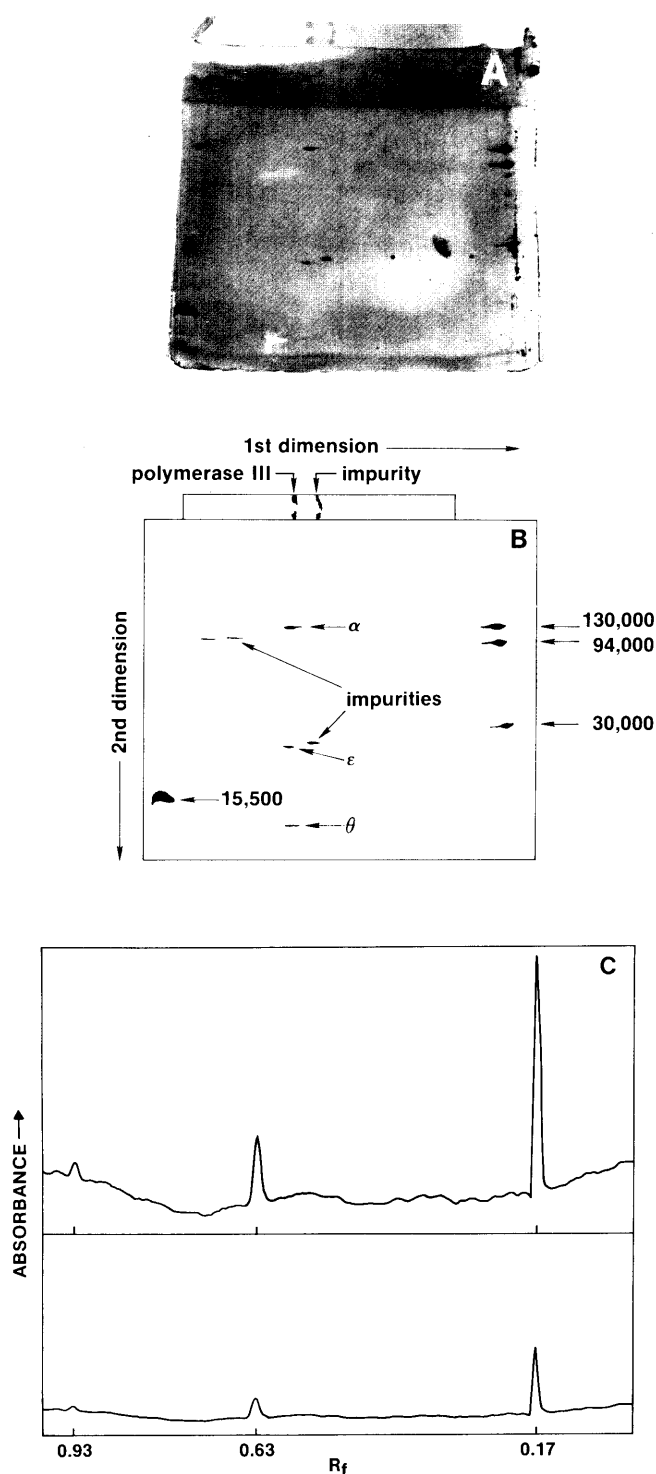 A
1st dimension
polymerase III
impurity
B
2nd dimension
α
130,000
94,000
impurities
30,000
ε
15,500
θ
C
ABSORBANCE
0.93
0.63
0.17
Rf